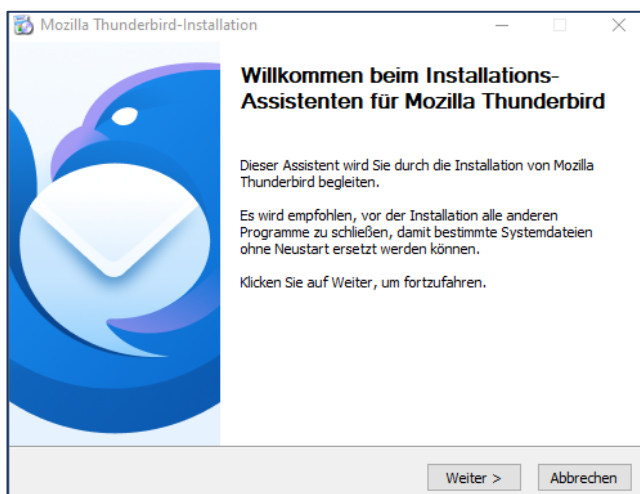 Mozilla Thunderbird-Installation
Willkommen beim Installations-
Assistenten für Mozilla Thunderbird
Dieser Assistent wird Sie durch die Installation von Mozilla
Thunderbird begleiten.
Es wird empfohlen, vor der Installation alle anderen
Programme zu schließen, damit bestimmte Systemdateien
ohne Neustart ersetzt werden können.
Klicken Sie auf Weiter, um fortzufahren.
Weiter >
Abbrechen